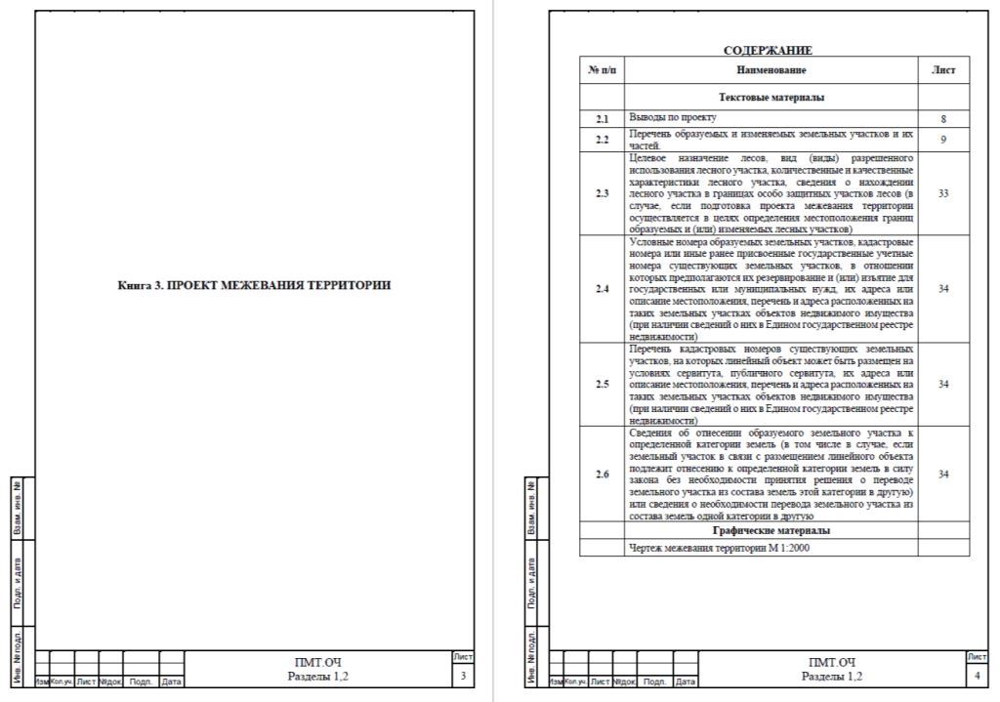 Книга 3. ПРОЕКТ МЕЖЕВАНИЯ ТЕРРИТОРИИ
Взам. инв. №
Подп. и дата
Инв. № подл.
Изм Кол.уч. Лист №док. Подп. Дата
ПМТ.ОЧ
Разделы 1,2
Лист
3
СОДЕРЖАНИЕ
№ п/п Наименование Лист
Текстовые материалы
2.1 Выводы по проекту 8
2.2 Перечень образуемых и изменяемых земельных участков и их
частей. 9
Целевое назначение лесов, вид (виды) разрешенного
использования лесного участка, количественные и качественные
характеристики лесного участка, сведения о нахождении
2.3 лесного участка в границах особо защитных участков лесов (в 33
случае, если подготовка проекта межевания территории
осуществляется в целях определения местоположения границ
образуемых и (или) изменяемых лесных участков)
Условные номера образуемых земельных участков, кадастровые
номера или иные ранее присвоенные государственные учетные
номера существующих земельных участков, в отношении
которых предполагаются их резервирование и (или) изъятие для
2.4 государственных или муниципальных нужд, их адреса или 34
описание местоположения, перечень и адреса расположенных на
таких земельных участках объектов недвижимого имущества
(при наличии сведений о них в Едином государственном реестре
недвижимости)
Перечень кадастровых номеров существующих земельных
участков, на которых линейный объект может быть размещен на
условиях сервитута, публичного сервитута, их адреса или
2.5 описание местоположения, перечень и адреса расположенных на 34
таких земельных участках объектов недвижимого имущества
(при наличии сведений о них в Едином государственном реестре
недвижимости)
Сведения об отнесении образуемого земельного участка к
определенной категории земель (в том числе в случае, если
земельный участок в связи с размещением линейного объекта
2.6 подлежит отнесению к определенной категории земель в силу 34
закона без необходимости принятия решения о переводе
земельного участка из состава земель этой категории в другую)
или сведения о необходимости перевода земельного участка из
состава земель одной категории в другую
Графические материалы
Чертеж межевания территории М 1:2000
Взам. инв. №
Подп. и дата
Инв. № подл.
Изм Кол.уч. Лист №док. Подп. Дата
ПМТ.ОЧ
Разделы 1,2
Лист
4